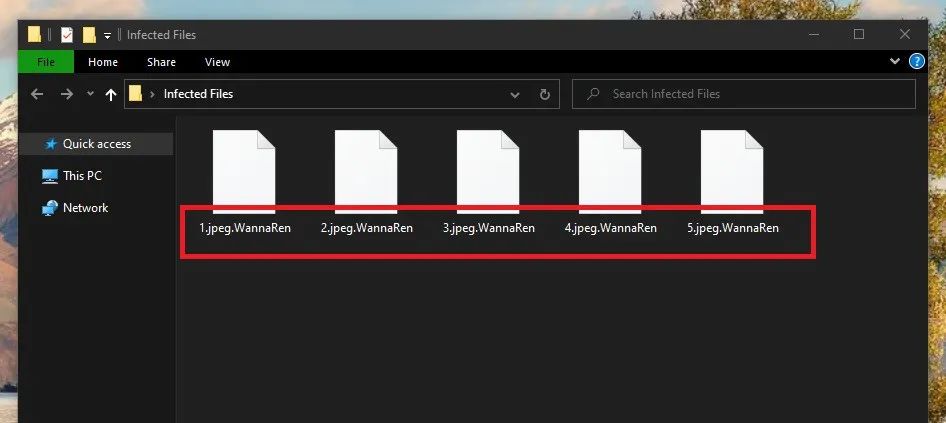 Infected Files
File Home Share View
Infected Files
Search Infected Files
Quick access
This PC
Network
1.jpeg.WannaRen 2.jpeg.WannaRen 3.jpeg.WannaRen 4.jpeg.WannaRen 5.jpeg.WannaRen